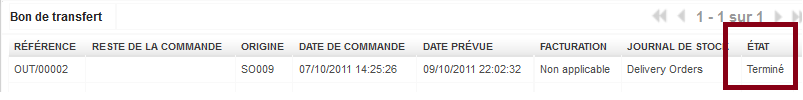 Bon de transfert 1 - 1 sur 1
RÉFÉRENCE RESTE DE LA COMMANDE ORIGINE DATE DE COMMANDE DATE PRÉVUE FACTURATION JOURNAL DE STOCK ÉTAT
OUT/00002 SO009 07/10/2011 14:25:26 09/10/2011 22:02:32 Non applicable Delivery Orders Terminé